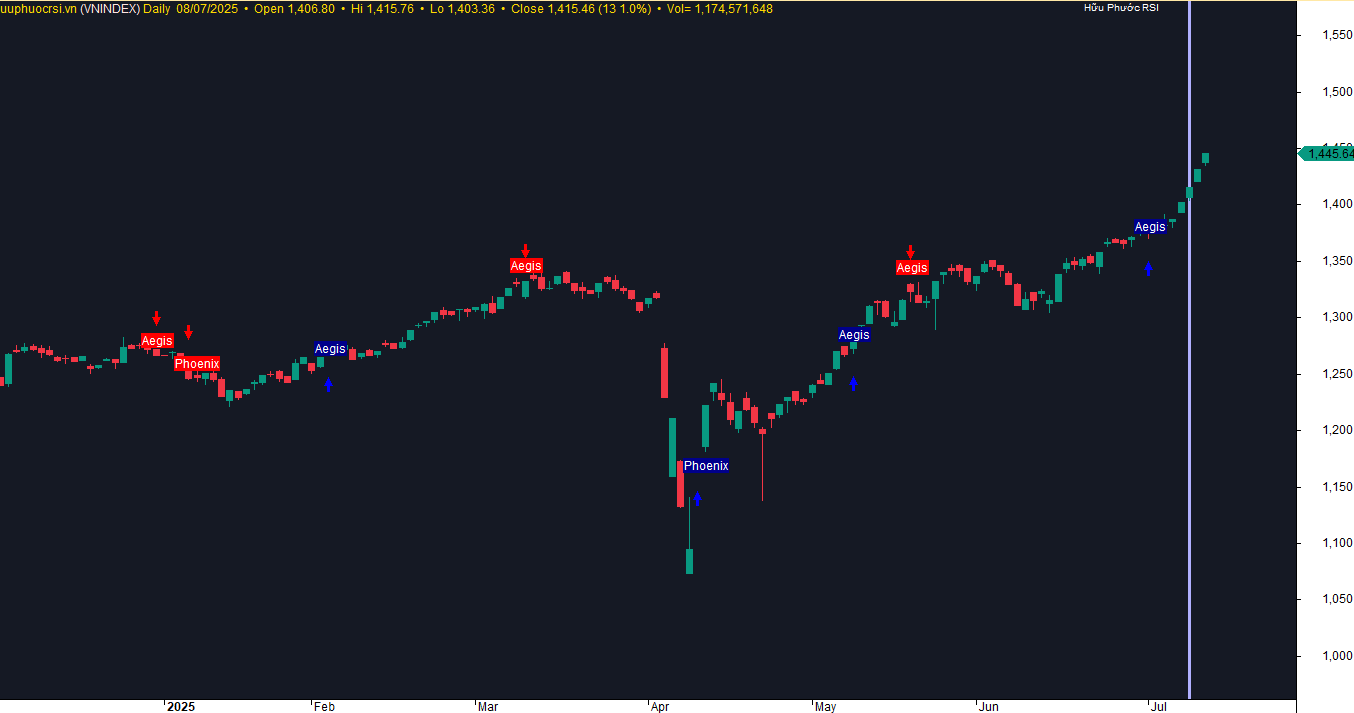 uuphuocrsi.vn (VNINDEX) Daily 08/07/2025 • Open 1,406.80 • Hi 1,415.76 • Lo 1,403.36 • Close 1,415.46 (13 1.0%) • Vol= 1,174,571,648
Hữu Phước RSI
1,550
1,500
1,450
1,445.64
1,400
1,350
1,300
1,250
1,200
1,150
1,100
1,050
1,000
Aegis
Phoenix
Aegis
Aegis
Phoenix
Aegis
Aegis
Aegis
2025 Feb Mar Apr May Jun Jul